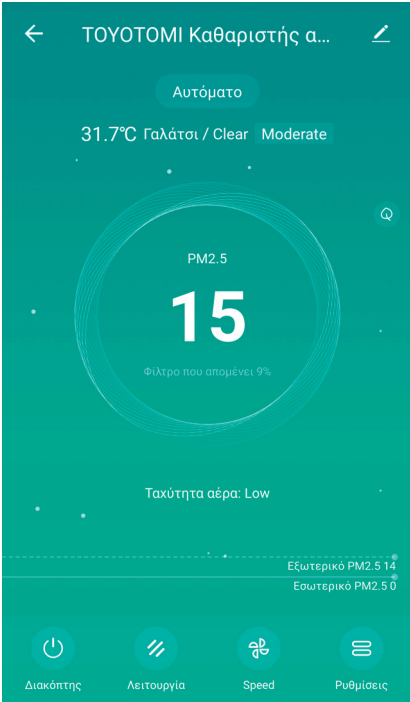 TOYOTOMI Καθαριστής α...
Αυτόματο
31.7℃ Γαλάτσι / Clear Moderate
PM2.5
15
Φίλτρο που απομένει 9%
Ταχύτητα αέρα: Low
Εξωτερικό PM2.5 14
Εσωτερικό PM2.5 0
Διακόπτης Λειτουργία Speed Ρυθμίσεις